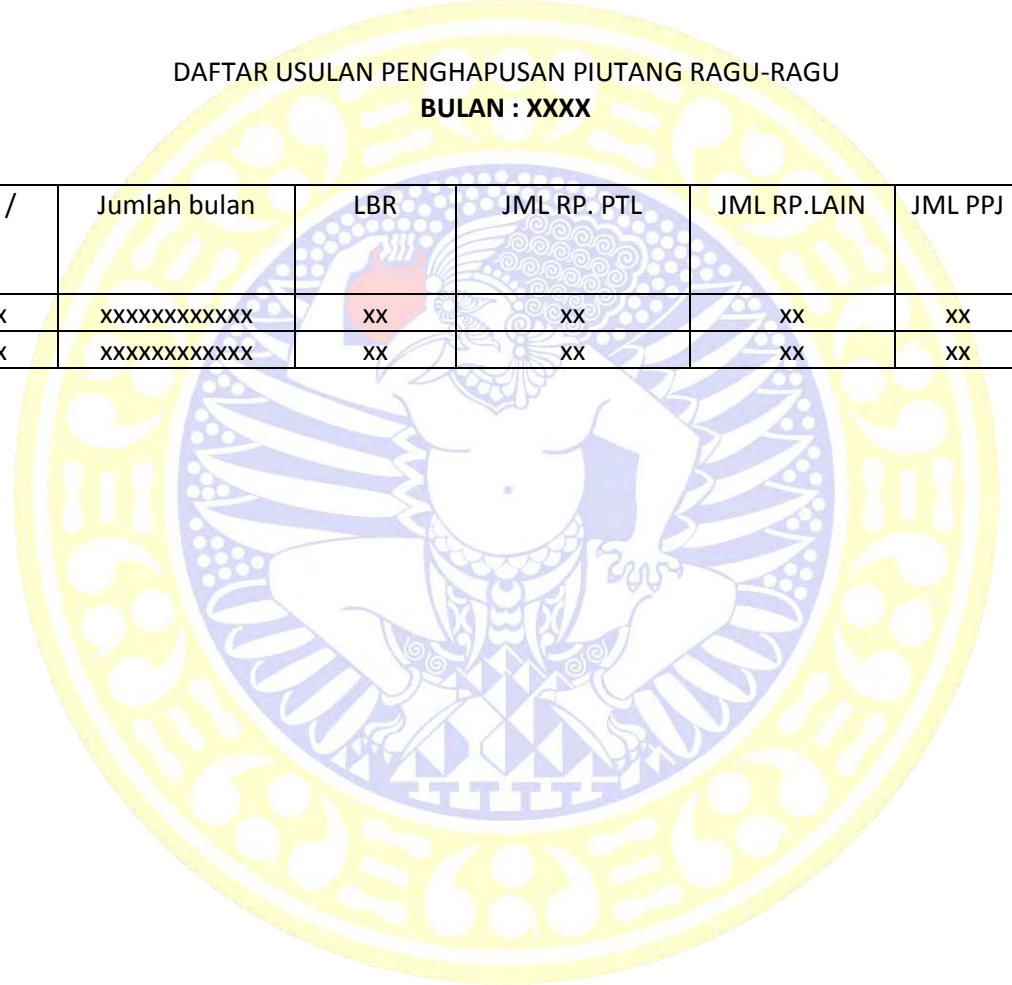 DAFTAR USULAN PENGHAPUSAN PIUTANG RAGU-RAGU
BULAN : XXXX
/ Jumlah bulan LBR JML RP. PTL JML RP.LAIN JML PPJ
x xxxxxxxxxxxx xx xx xx xx
x xxxxxxxxxxxx xx xx xx xx